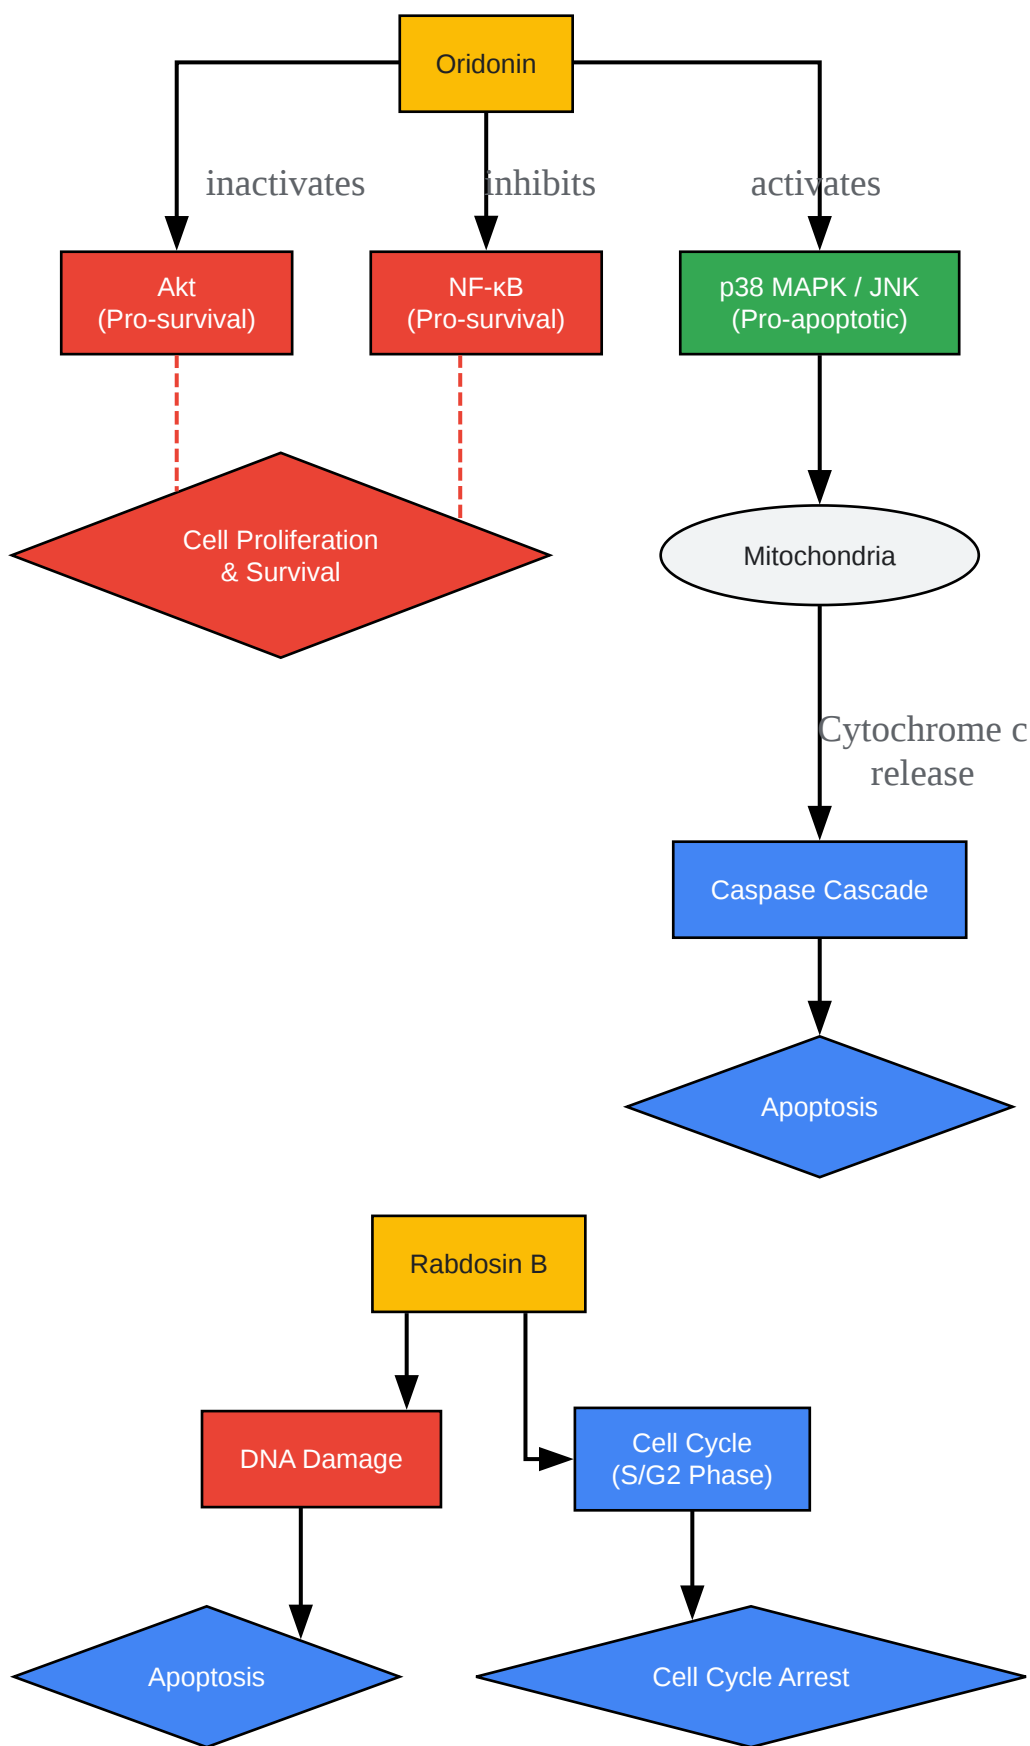 Oridonin
inactivates
inhibits
activates
Akt
(Pro-survival)
NF-κB
(Pro-survival)
p38 MAPK / JNK
(Pro-apoptotic)
Cell Proliferation
& Survival
Mitochondria
Cytochrome c
release
Caspase Cascade
Apoptosis
Rabdosin B
DNA Damage
Cell Cycle
(S/G2 Phase)
Apoptosis
Cell Cycle Arrest